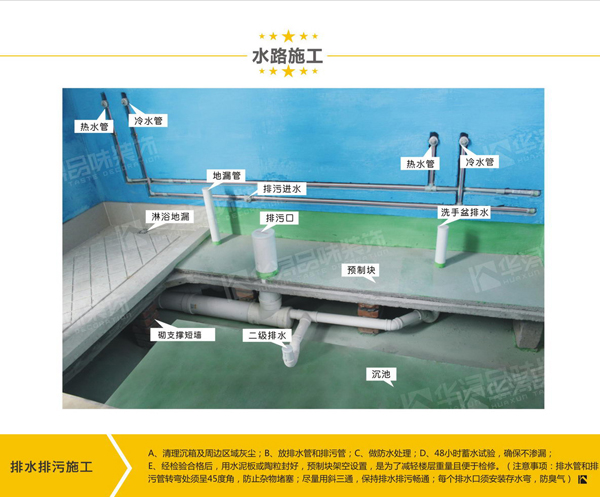 水路施工
热水管
冷水管
地漏管
排污进水
热水管
冷水管
淋浴地漏
排污口
洗手盆排水
预制块
砌支撑短墙
二级排水
沉池
排水排污施工
A、清理沉箱及周边区域灰尘；B、放排水管和排污管；C、做防水处理；D、48小时蓄水试验，确保不渗漏；
E、经检验合格后，用水泥板或陶粒封好，预制块架空设置，是为了减轻楼层重量且便于检修。（注意事项：排水管和排
污管转弯处须呈45度角，防止杂物堵塞；尽量用斜三通，保持排水排污畅通；每个排水口须安装存水弯，防臭气）